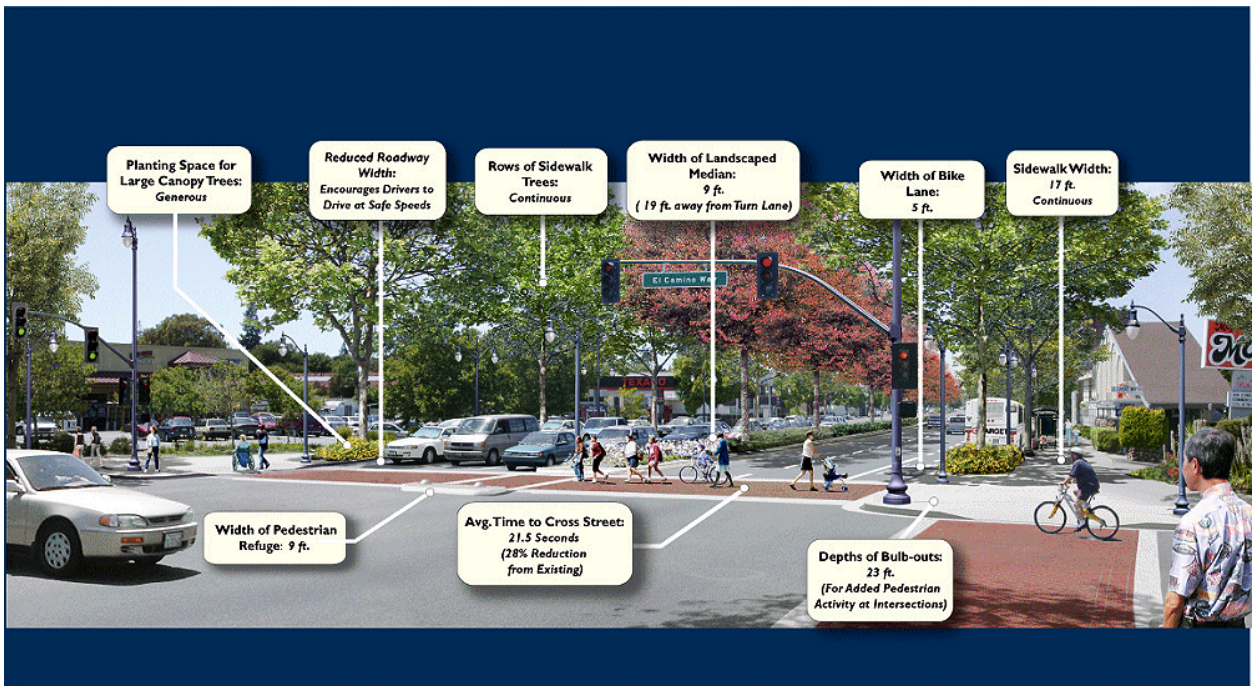 Planting Space for
Large Canopy Trees:
Generous
Reduced Roadway
Width:
Encourages Drivers to
Drive at Safe Speeds
Rows of Sidewalk
Trees:
Continuous
Width of Landscaped
Median:
9 ft.
( 19 ft. away from Turn Lane)
Width of Bike
Lane:
5 ft.
Sidewalk Width:
17 ft.
Continuous
El Camino Way
TEXACO
Width of Pedestrian
Refuge: 9 ft.
Avg. Time to Cross Street:
21.5 Seconds
(28% Reduction
from Existing)
Depths of Bulb-outs:
23 ft.
(For Added Pedestrian
Activity at Intersections)